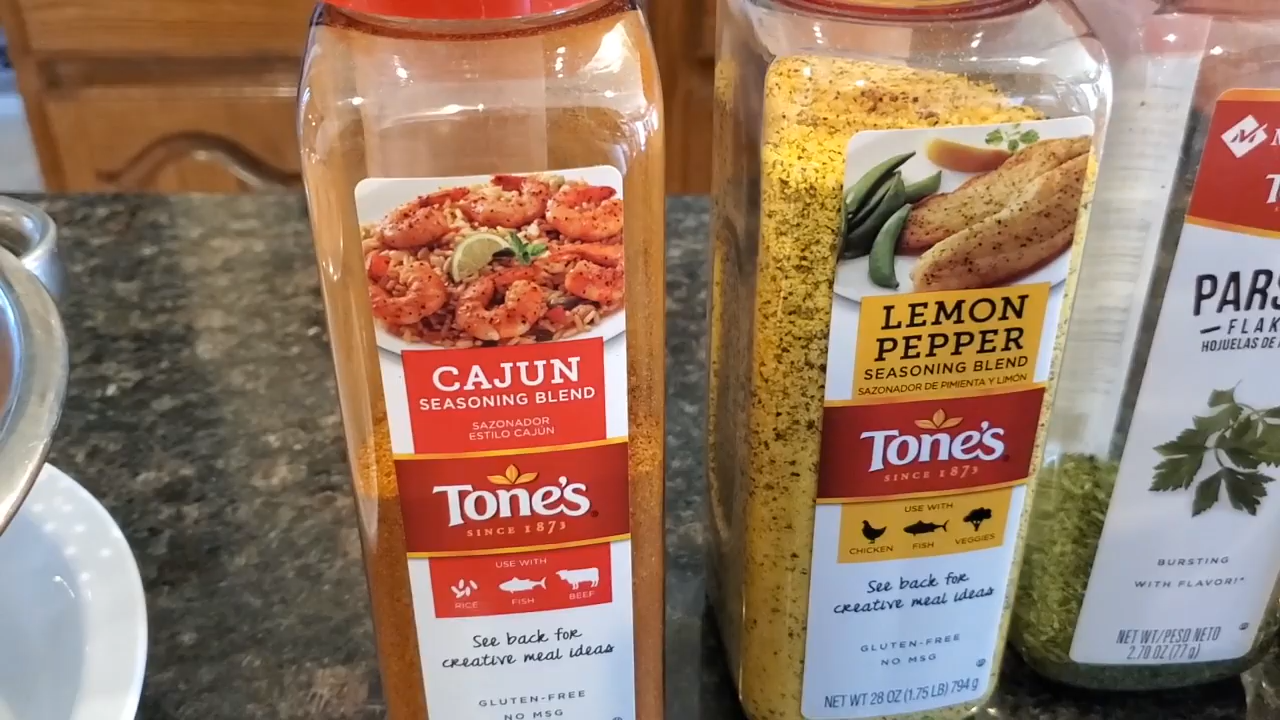 CAJUN
SEASONING BLEND
SAZONADOR
ESTILO CAJÚN
Tone's
SINCE 1873
USE WITH
RICE FISH BEEF
See back for
creative meal ideas
GLUTEN-FREE
NO MSG
LEMON
PEPPER
SEASONING BLEND
SAZONADOR DE PIMIENTA Y LIMÓN
Tone's
SINCE 1873
USE WITH
CHICKEN FISH VEGGIES
See back for
creative meal ideas
GLUTEN-FREE
NO MSG
NET WT 28 OZ (1.75 LB) 794 g
PARS
FLAK
HOJUELAS DE
BURSTING
WITH FLAVOR!
NET WT/PESO NETO
2.70 OZ (77 g)